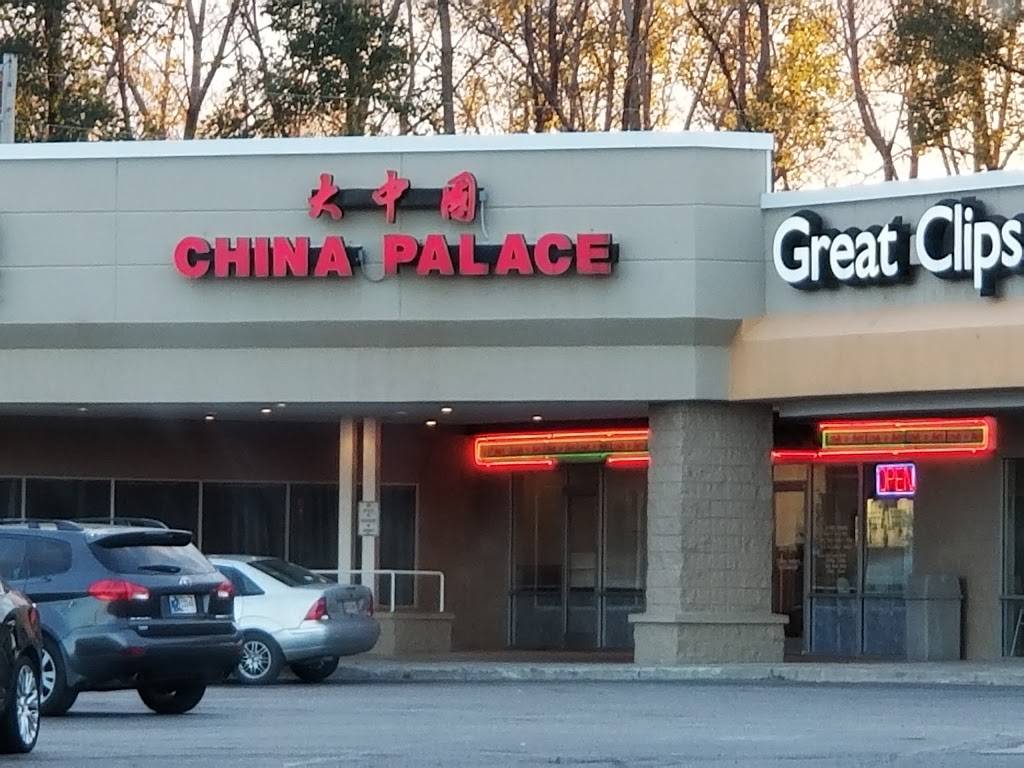 大中国
CHINA PALACE
Great Clips
OPEN